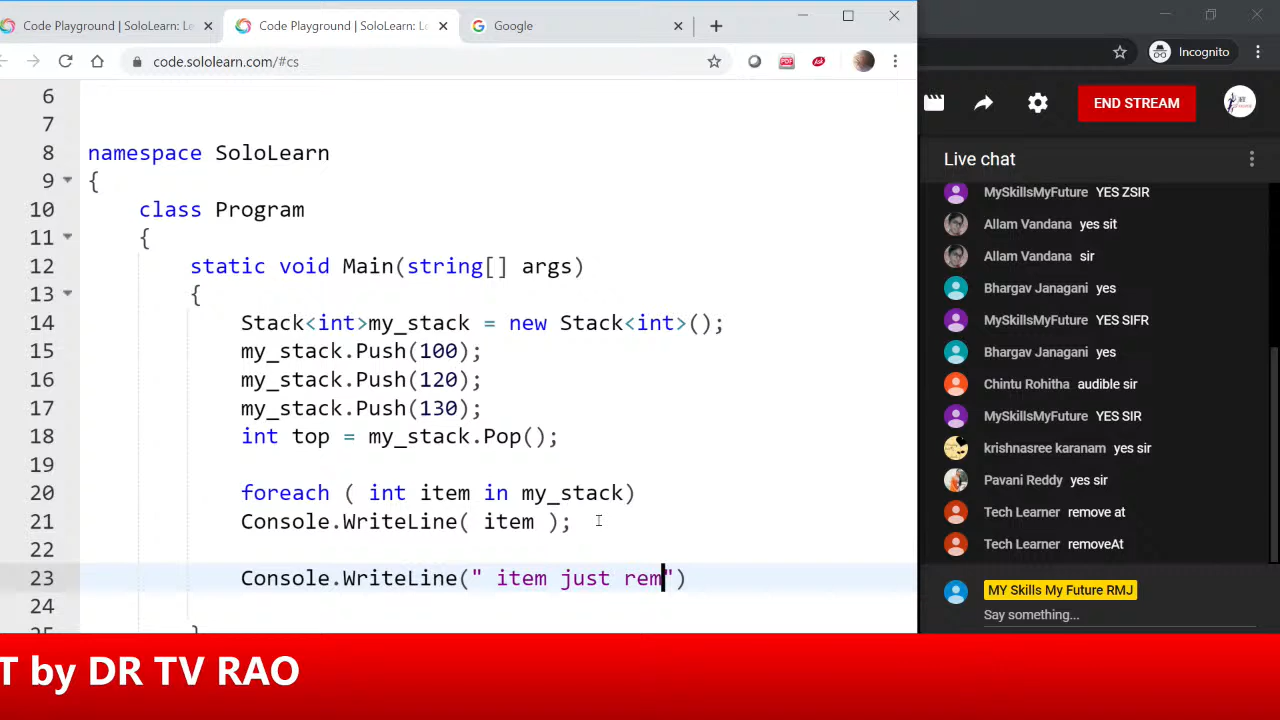 Code Playground | SoloLearn: Le
Code Playground | SoloLearn: Le
Google
code.sololearn.com/#cs
PDF
Incognito
END STREAM
6
7
8 namespace SoloLearn
9 {
10 class Program
11 {
12 static void Main(string[] args)
13 {
14 Stack<int>my_stack = new Stack<int>();
15 my_stack.Push(100);
16 my_stack.Push(120);
17 my_stack.Push(130);
18 int top = my_stack.Pop();
19
20 foreach ( int item in my_stack)
21 Console.WriteLine( item );
22
23 Console.WriteLine(" item just rem")
24
25 }
Live chat
MySkillsMyFuture YES ZSIR
Allam Vandana yes sit
Allam Vandana sir
Bhargav Janagani yes
MySkillsMyFuture YES SIFR
Bhargav Janagani yes
Chintu Rohitha audible sir
MySkillsMyFuture YES SIR
krishnasree karanam yes sir
Pavani Reddy yes sir
Tech Learner remove at
Tech Learner removeAt
MY Skills My Future RMJ
Say something...
T by DR TV RAO